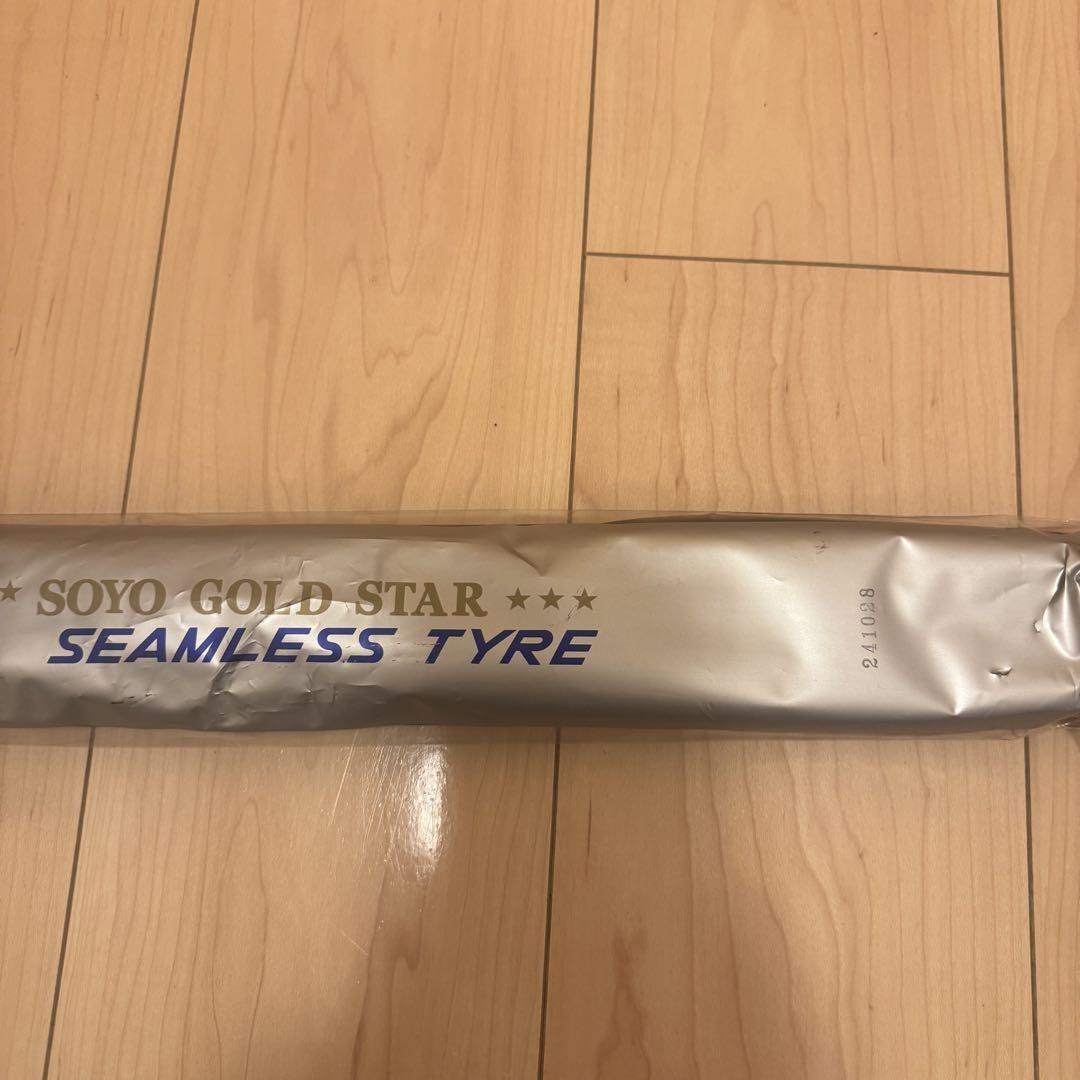 ★ SOYO GOLD STAR ★★★
SEAMLESS TYRE
241028